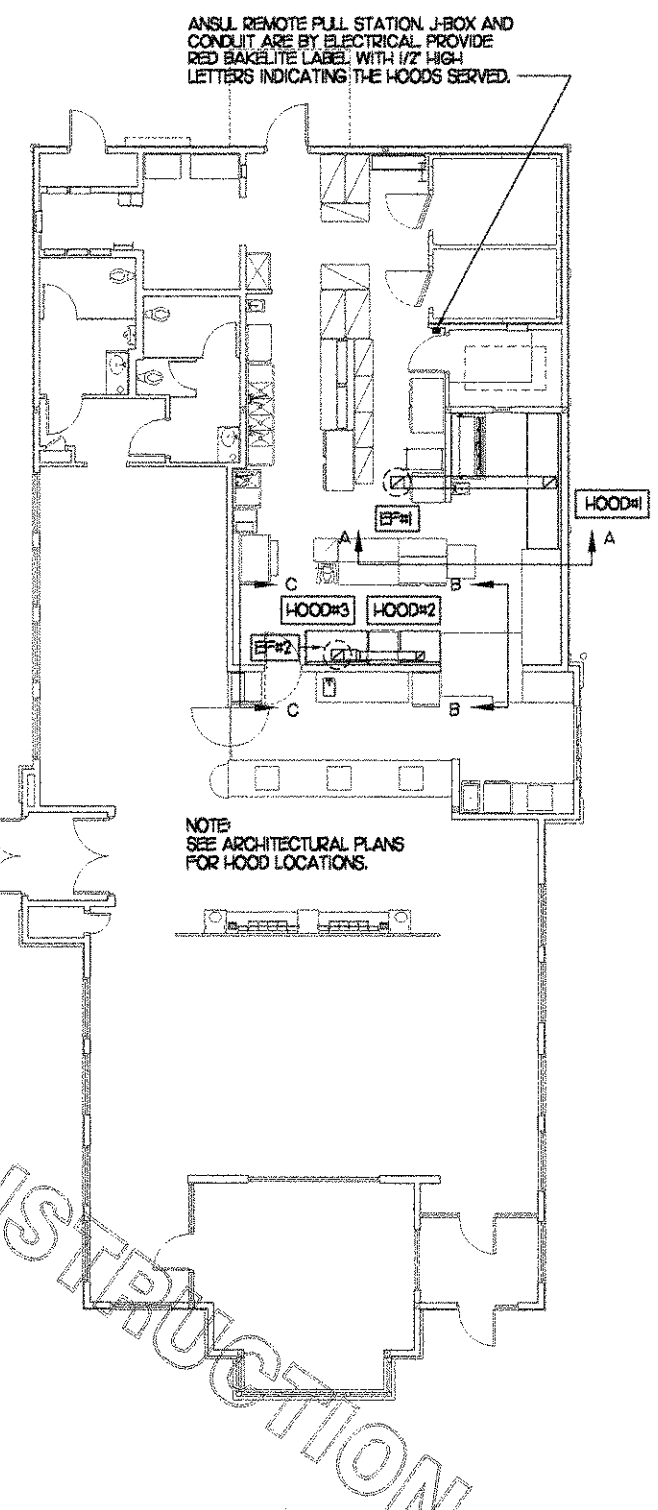 ANSUL REMOTE PULL STATION. J-BOX AND
CONDUIT ARE BY ELECTRICAL. PROVIDE
RED BAKELITE LABEL WITH 1/2" HIGH
LETTERS INDICATING THE HOODS SERVED.
HOOD#1
EF#1
A
A
C
B
HOOD#3
HOOD#2
EF#2
C
B
NOTE:
SEE ARCHITECTURAL PLANS
FOR HOOD LOCATIONS.
NSTRUCTION